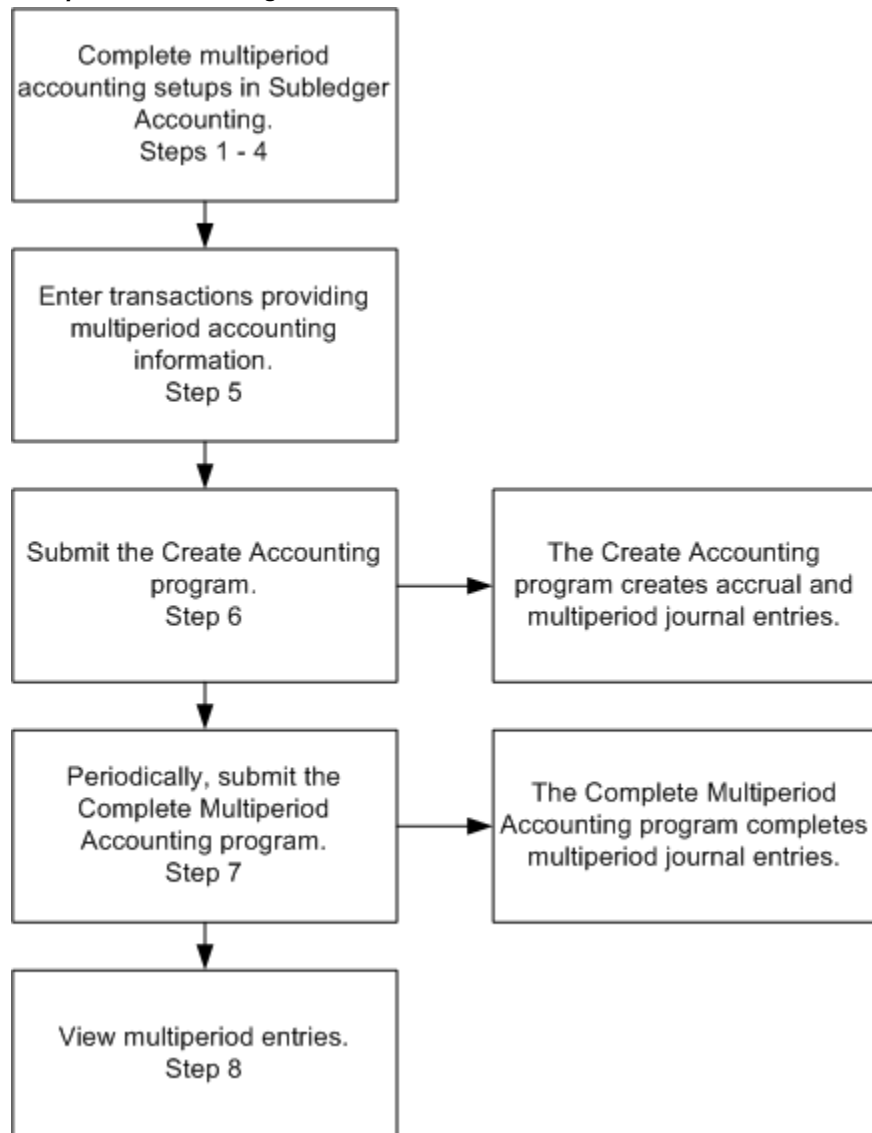 Complete multiperiod
accounting setups in Subledger
Accounting.
Steps 1 - 4
Enter transactions providing
multiperiod accounting
information.
Step 5
Submit the Create Accounting
program.
Step 6
The Create Accounting
program creates accrual and
multiperiod journal entries.
Periodically, submit the
Complete Multiperiod
Accounting program.
Step 7
The Complete Multiperiod
Accounting program completes
multiperiod journal entries.
View multiperiod entries.
Step 8